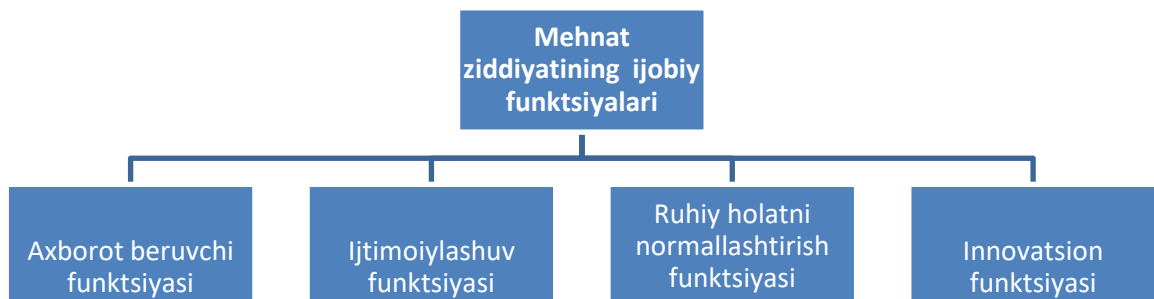 Mehnat
ziddiyatining ijobiy
funktsiyalari
Axborot beruvchi
funktsiyasi
Ijtimoiylashuv
funktsiyasi
Ruhiy holatni
normallashtirish
funktsiyasi
Innovatsion
funktsiyasi